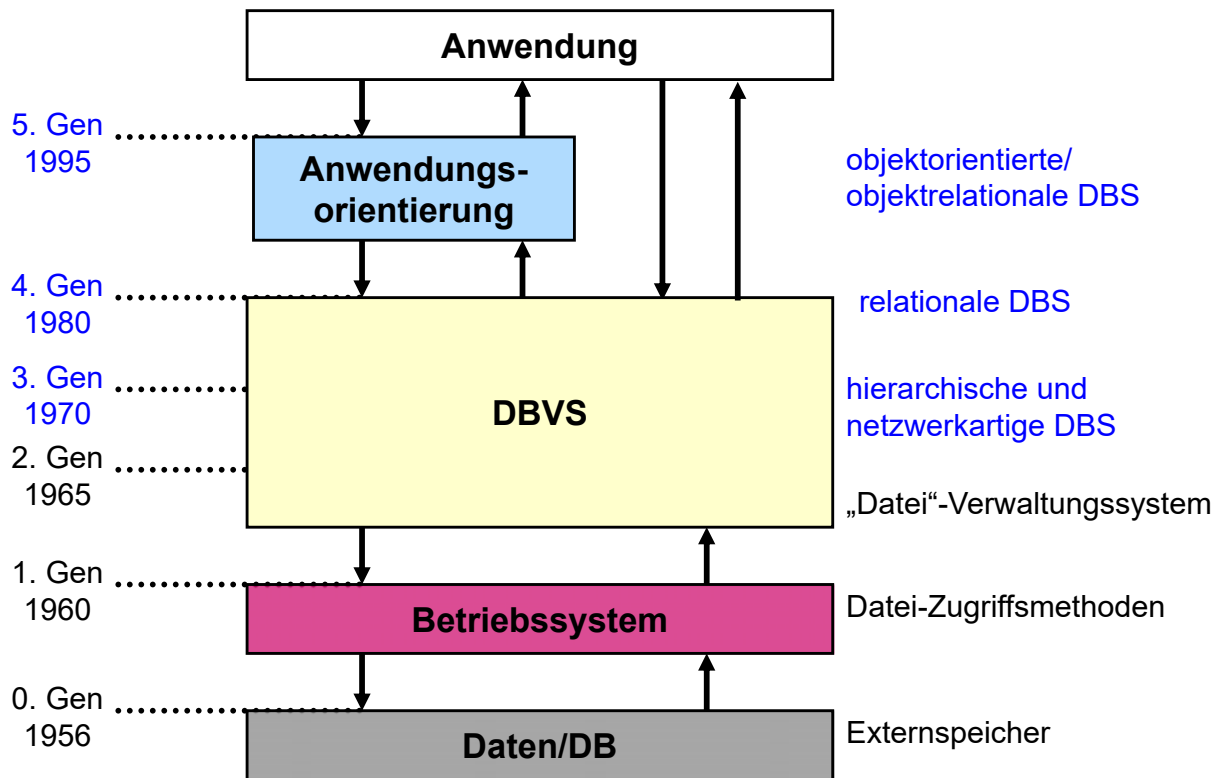 Anwendung
5. Gen
1995
Anwendungs-
orientierung
objektorientierte/
objektrelationale DBS
4. Gen
1980
relationale DBS
3. Gen
1970
DBVS
hierarchische und
netzwerkartige DBS
2. Gen
1965
„Datei“-Verwaltungssystem
1. Gen
1960
Betriebssystem
Datei-Zugriffsmethoden
0. Gen
1956
Daten/DB
Externspeicher